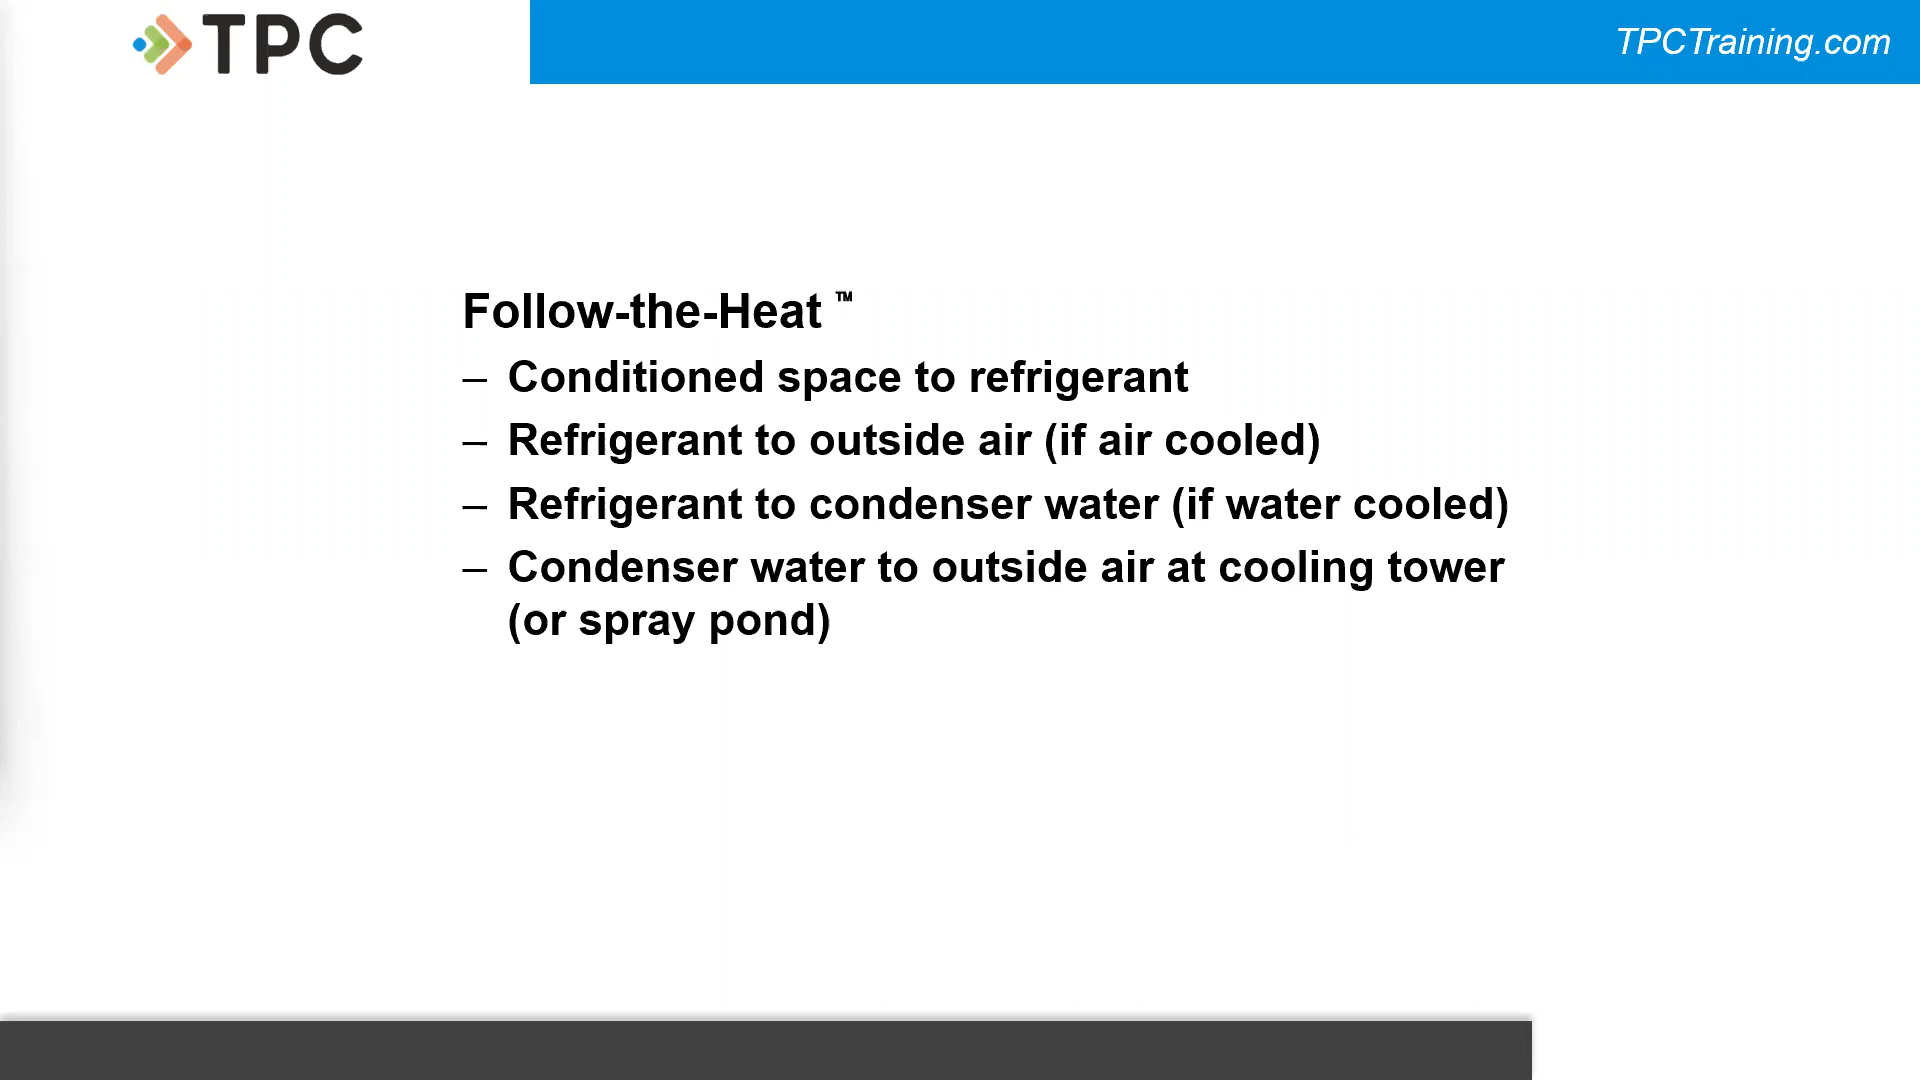 TPC
TPCTraining.com
Follow-the-Heat ™
– Conditioned space to refrigerant
– Refrigerant to outside air (if air cooled)
– Refrigerant to condenser water (if water cooled)
– Condenser water to outside air at cooling tower
(or spray pond)